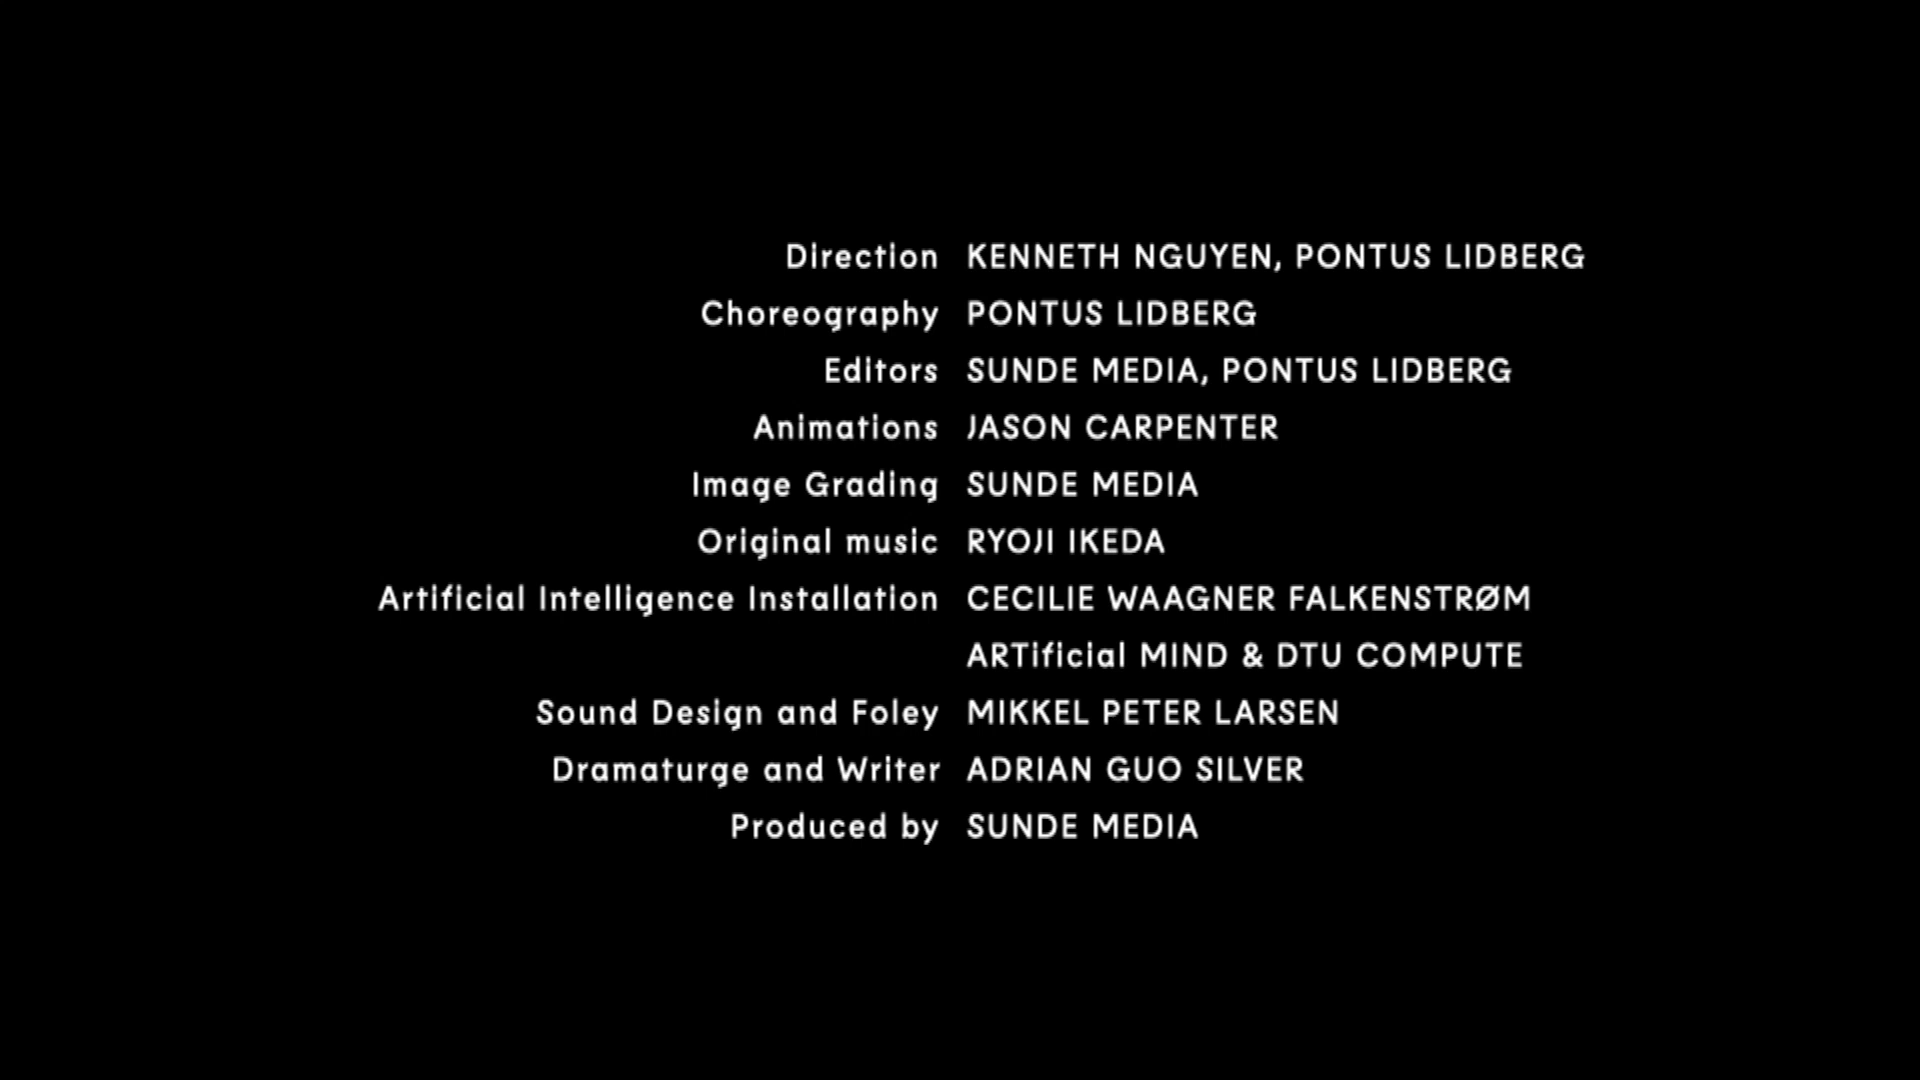 Direction KENNETH NGUYEN, PONTUS LIDBERG
Choreography PONTUS LIDBERG
Editors SUNDE MEDIA, PONTUS LIDBERG
Animations JASON CARPENTER
Image Grading SUNDE MEDIA
Original music RYOJI IKEDA
Artificial Intelligence Installation CECILIE WAAGNER FALKENSTRØM
ARTificial MIND & DTU COMPUTE
Sound Design and Foley MIKKEL PETER LARSEN
Dramaturge and Writer ADRIAN GUO SILVER
Produced by SUNDE MEDIA